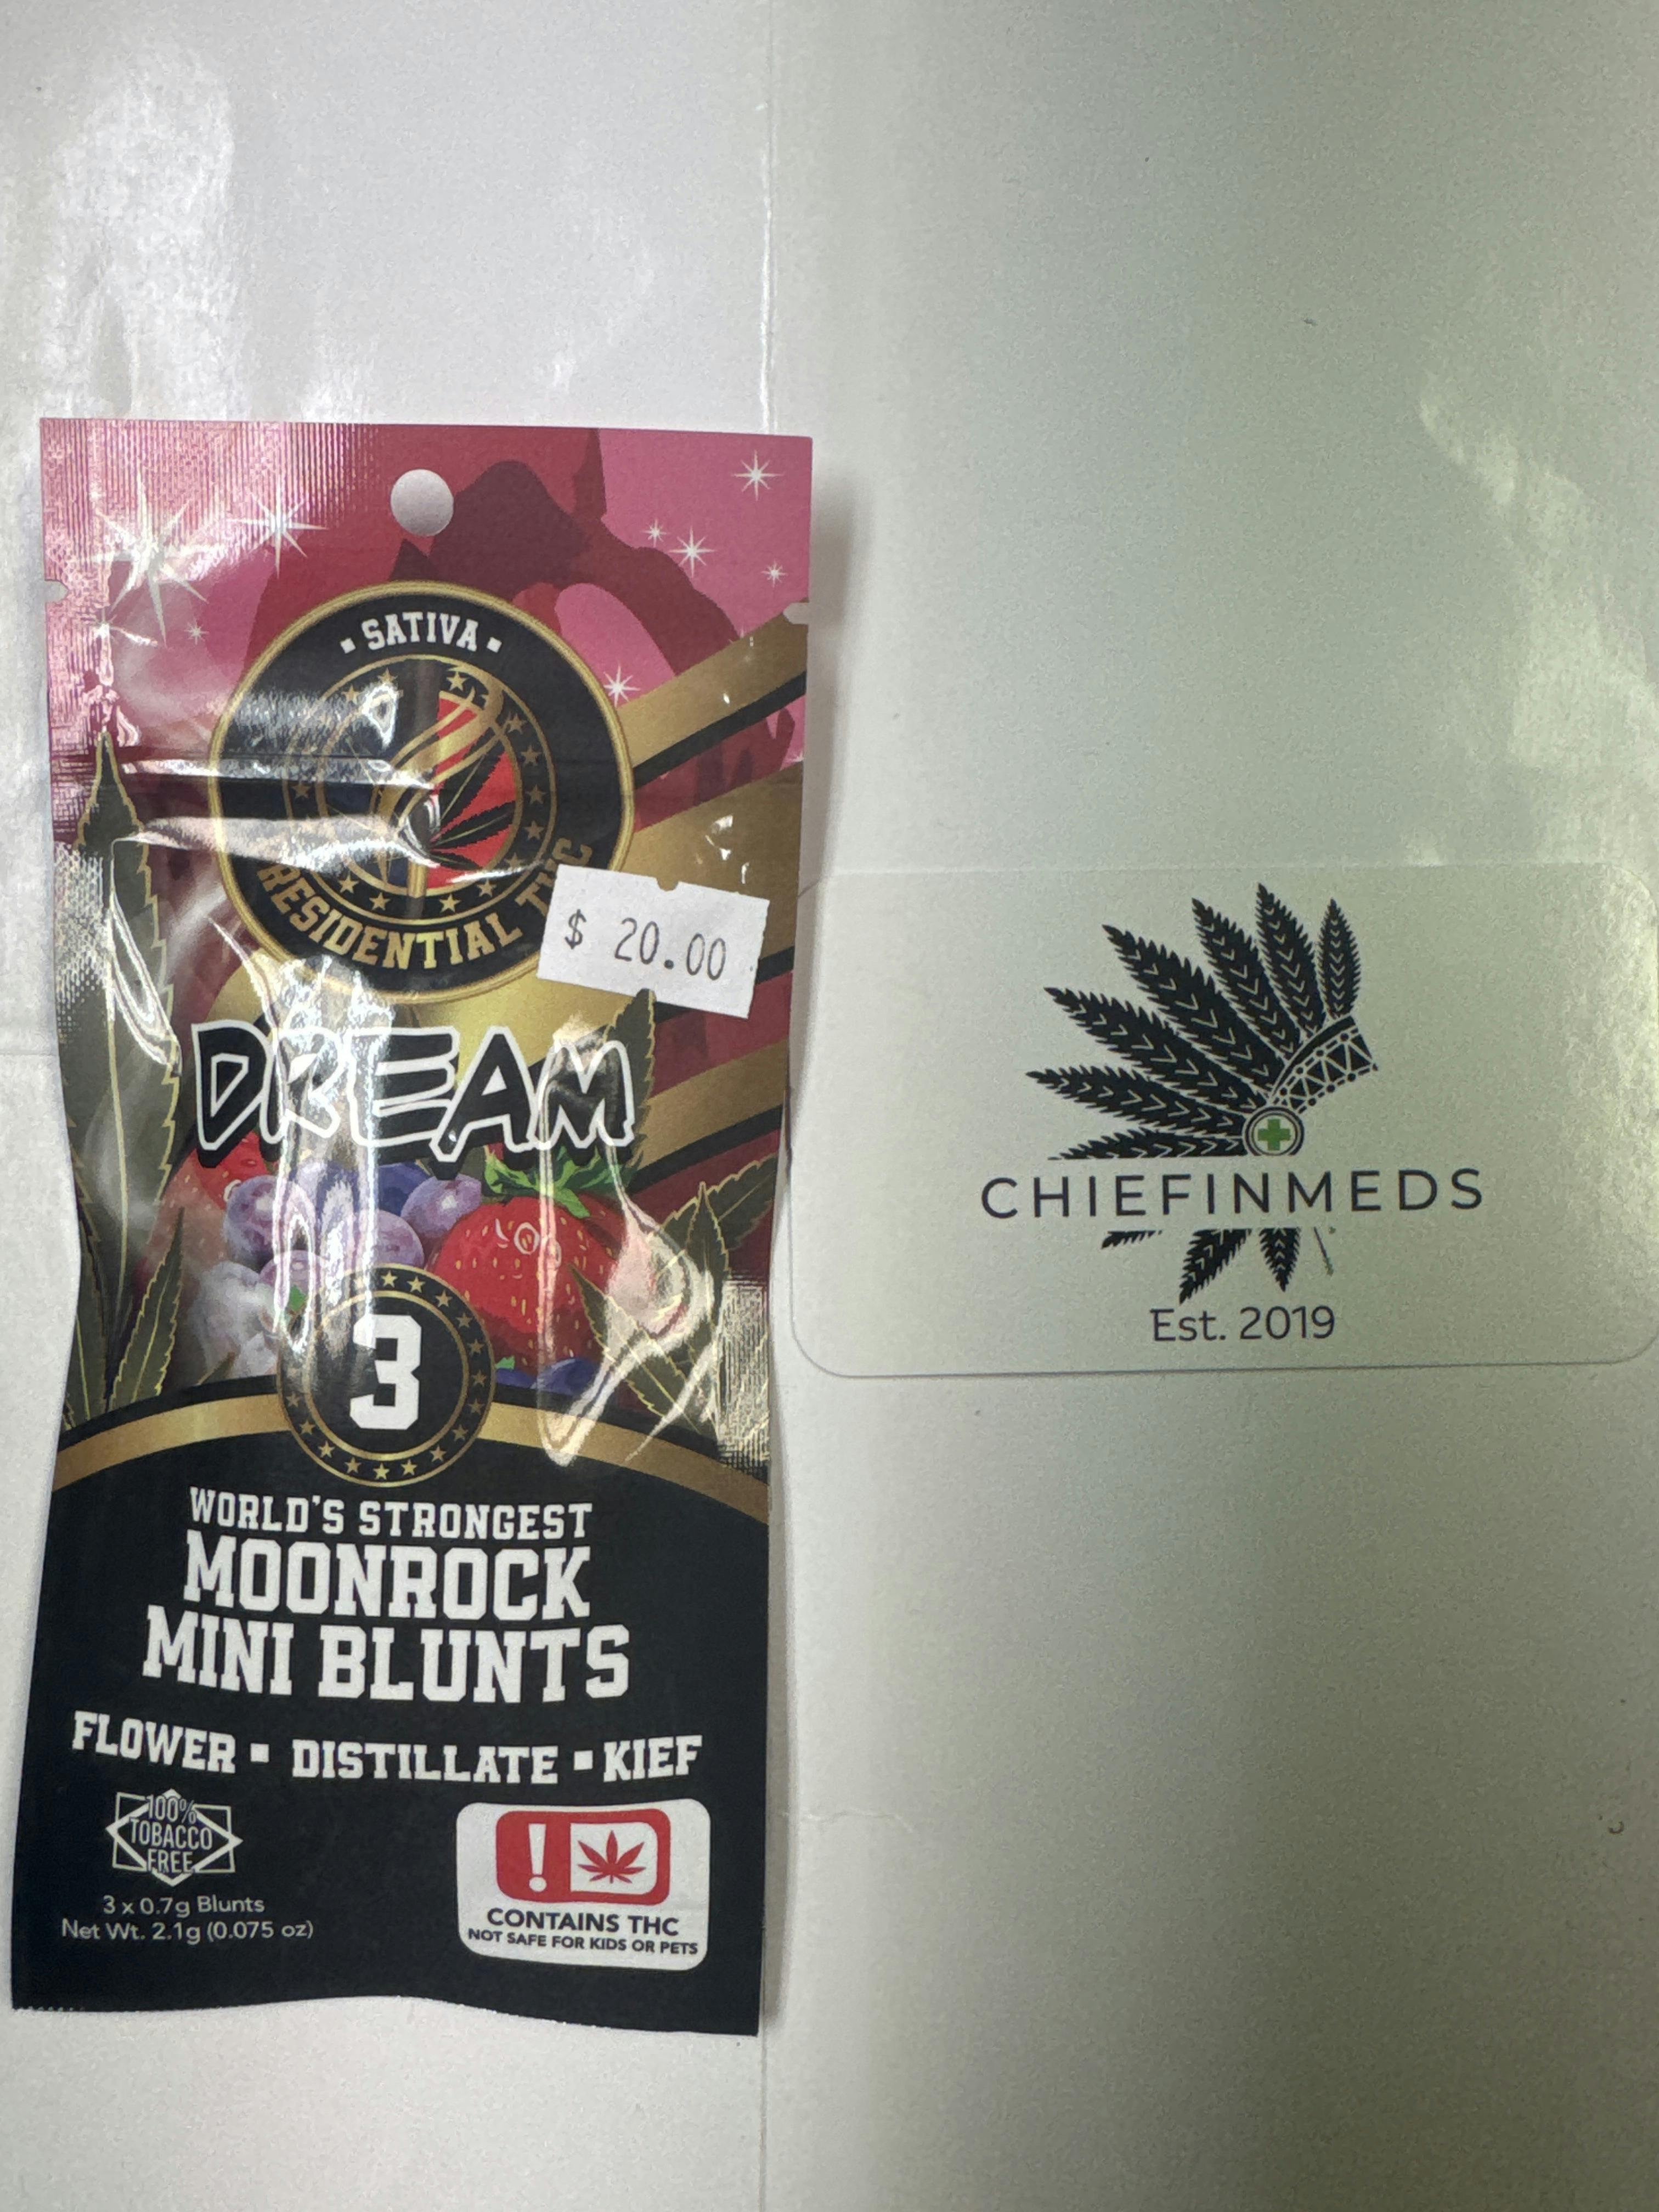 ▪ SATIVA ▪
RESIDENTIAL THC
$ 20.00
DREAM
3
WORLD'S STRONGEST
MOONROCK
MINI BLUNTS
FLOWER ▪ DISTILLATE ▪ KIEF
100%
TOBACCO
FREE
3 x 0.7g Blunts
Net Wt. 2.1g (0.075 oz)
!
CONTAINS THC
NOT SAFE FOR KIDS OR PETS
CHIEFINMEDS
Est. 2019